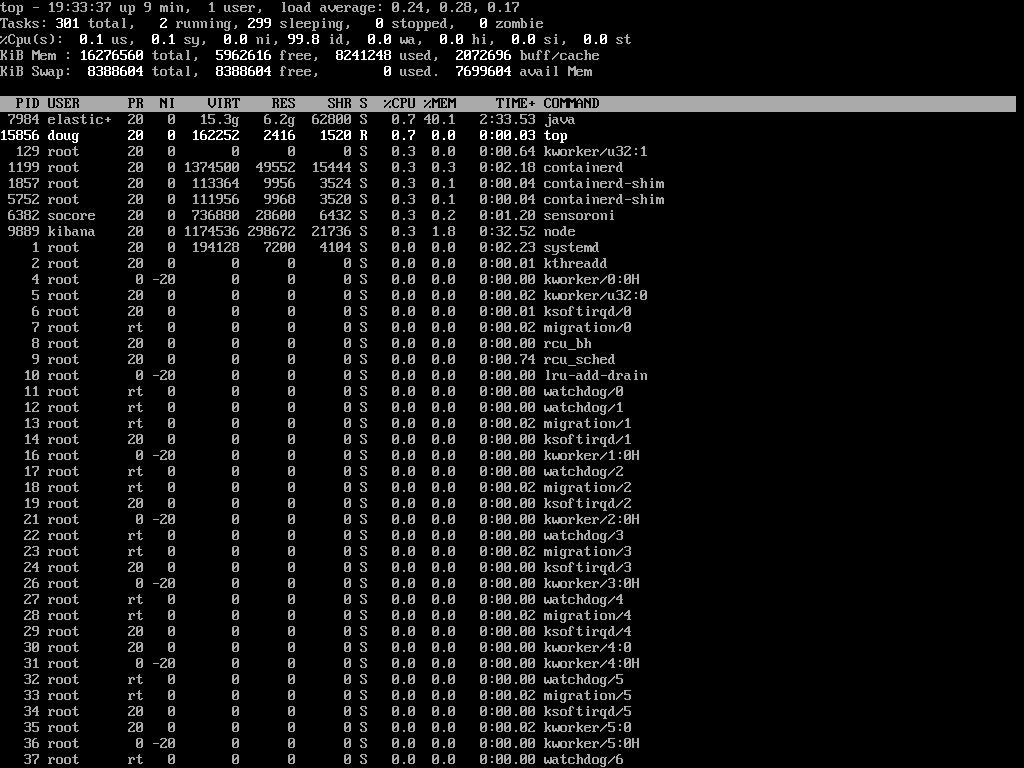 top - 19:33:37 up 9 min,  1 user,  load average: 0.24, 0.28, 0.17
Tasks: 301 total,   2 running, 299 sleeping,   0 stopped,   0 zombie
%Cpu(s):  0.1 us,  0.1 sy,  0.0 ni, 99.8 id,  0.0 wa,  0.0 hi,  0.0 si,  0.0 st
KiB Mem : 16276560 total,  5962616 free,  8241248 used,  2072696 buff/cache
KiB Swap:  8388604 total,  8388604 free,        0 used.  7699604 avail Mem
PID USER      PR  NI    VIRT    RES    SHR S  %CPU %MEM     TIME+ COMMAND
7984 elastic+  20   0   15.3g   6.2g  62800 S   0.7 40.1   2:33.53 java
15856 doug      20   0  162252   2416   1520 R   0.7  0.0   0:00.03 top
129 root      20   0       0      0      0 S   0.3  0.0   0:00.64 kworker/u32:1
1199 root      20   0 1374500  49552  15444 S   0.3  0.3   0:02.18 containerd
1857 root      20   0  113364   9956   3524 S   0.3  0.1   0:00.04 containerd-shim
5752 root      20   0  111956   9968   3520 S   0.3  0.1   0:00.04 containerd-shim
6382 socore    20   0  736880  28600   6432 S   0.3  0.2   0:01.20 sensoroni
9889 kibana    20   0 1174536 298672  21736 S   0.3  1.8   0:32.52 node
1 root      20   0  194128   7200   4104 S   0.0  0.0   0:02.23 systemd
2 root      20   0       0      0      0 S   0.0  0.0   0:00.01 kthreadd
4 root       0 -20       0      0      0 S   0.0  0.0   0:00.00 kworker/0:0H
5 root      20   0       0      0      0 S   0.0  0.0   0:00.02 kworker/u32:0
6 root      20   0       0      0      0 S   0.0  0.0   0:00.01 ksoftirqd/0
7 root      rt   0       0      0      0 S   0.0  0.0   0:00.02 migration/0
8 root      20   0       0      0      0 S   0.0  0.0   0:00.00 rcu_bh
9 root      20   0       0      0      0 S   0.0  0.0   0:00.74 rcu_sched
10 root       0 -20       0      0      0 S   0.0  0.0   0:00.00 lru-add-drain
11 root      rt   0       0      0      0 S   0.0  0.0   0:00.00 watchdog/0
12 root      rt   0       0      0      0 S   0.0  0.0   0:00.00 watchdog/1
13 root      rt   0       0      0      0 S   0.0  0.0   0:00.02 migration/1
14 root      20   0       0      0      0 S   0.0  0.0   0:00.00 ksoftirqd/1
16 root       0 -20       0      0      0 S   0.0  0.0   0:00.00 kworker/1:0H
17 root      rt   0       0      0      0 S   0.0  0.0   0:00.00 watchdog/2
18 root      rt   0       0      0      0 S   0.0  0.0   0:00.02 migration/2
19 root      20   0       0      0      0 S   0.0  0.0   0:00.00 ksoftirqd/2
21 root       0 -20       0      0      0 S   0.0  0.0   0:00.00 kworker/2:0H
22 root      rt   0       0      0      0 S   0.0  0.0   0:00.00 watchdog/3
23 root      rt   0       0      0      0 S   0.0  0.0   0:00.02 migration/3
24 root      20   0       0      0      0 S   0.0  0.0   0:00.00 ksoftirqd/3
26 root       0 -20       0      0      0 S   0.0  0.0   0:00.00 kworker/3:0H
27 root      rt   0       0      0      0 S   0.0  0.0   0:00.00 watchdog/4
28 root      rt   0       0      0      0 S   0.0  0.0   0:00.02 migration/4
29 root      20   0       0      0      0 S   0.0  0.0   0:00.00 ksoftirqd/4
30 root      20   0       0      0      0 S   0.0  0.0   0:00.00 kworker/4:0
31 root       0 -20       0      0      0 S   0.0  0.0   0:00.00 kworker/4:0H
32 root      rt   0       0      0      0 S   0.0  0.0   0:00.00 watchdog/5
33 root      rt   0       0      0      0 S   0.0  0.0   0:00.02 migration/5
34 root      20   0       0      0      0 S   0.0  0.0   0:00.00 ksoftirqd/5
35 root      20   0       0      0      0 S   0.0  0.0   0:00.02 kworker/5:0
36 root       0 -20       0      0      0 S   0.0  0.0   0:00.00 kworker/5:0H
37 root      rt   0       0      0      0 S   0.0  0.0   0:00.00 watchdog/6